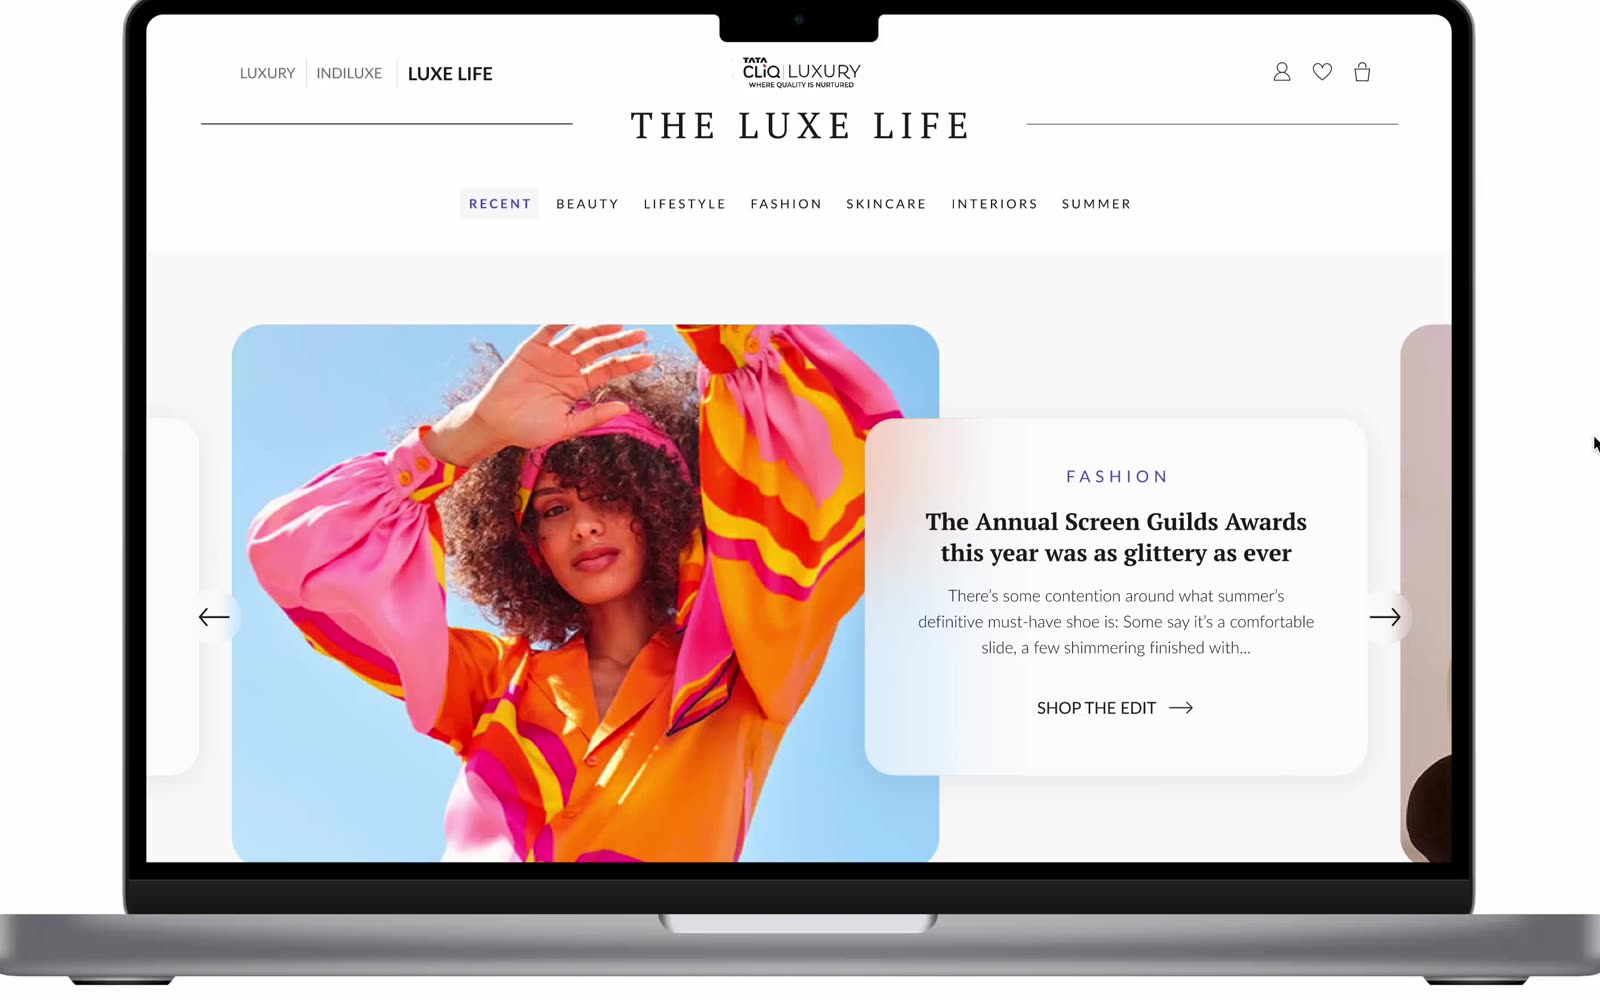 LUXURY
INDILUXE
LUXE LIFE
TATA
CLiQ LUXURY
WHERE QUALITY IS NURTURED
THE LUXE LIFE
RECENT
BEAUTY
LIFESTYLE
FASHION
SKINCARE
INTERIORS
SUMMER
FASHION
The Annual Screen Guilds Awards
this year was as glittery as ever
There’s some contention around what summer’s
definitive must-have shoe is: Some say it’s a comfortable
slide, a few shimmering finished with...
SHOP THE EDIT